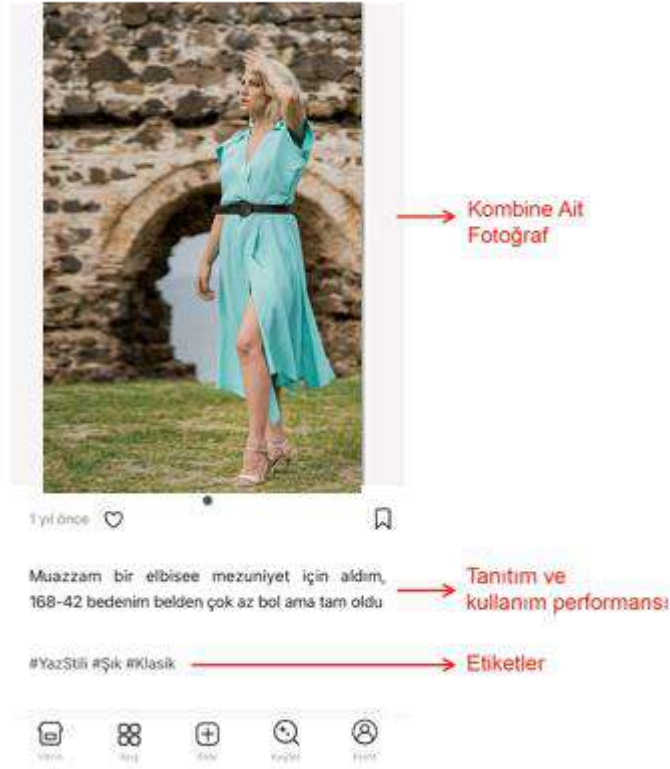 Kombine Ait
Fotoğraf
1 yıl önce
Muazzam bir elbisee mezuniyet için aldım,
168-42 bedenim belden çok az bol ama tam oldu
Tanıtım ve
kullanım performansı
#YazStili #Şık #Klasik
Etiketler